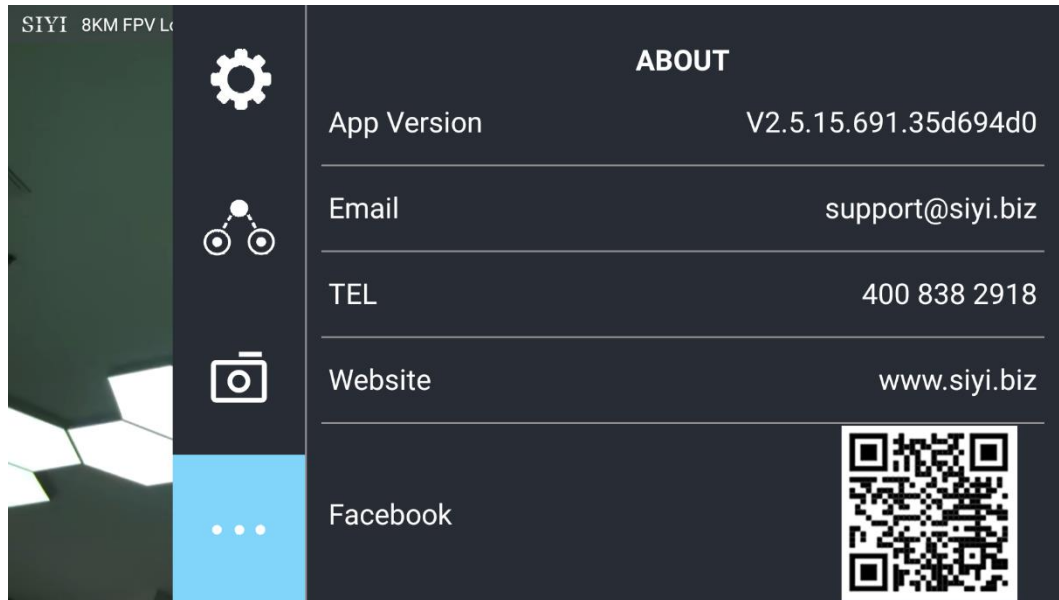 SIYI 8KM FPV Lo
ABOUT
App Version V2.5.15.691.35d694d0
Email support@siyi.biz
TEL 400 838 2918
Website www.siyi.biz
Facebook